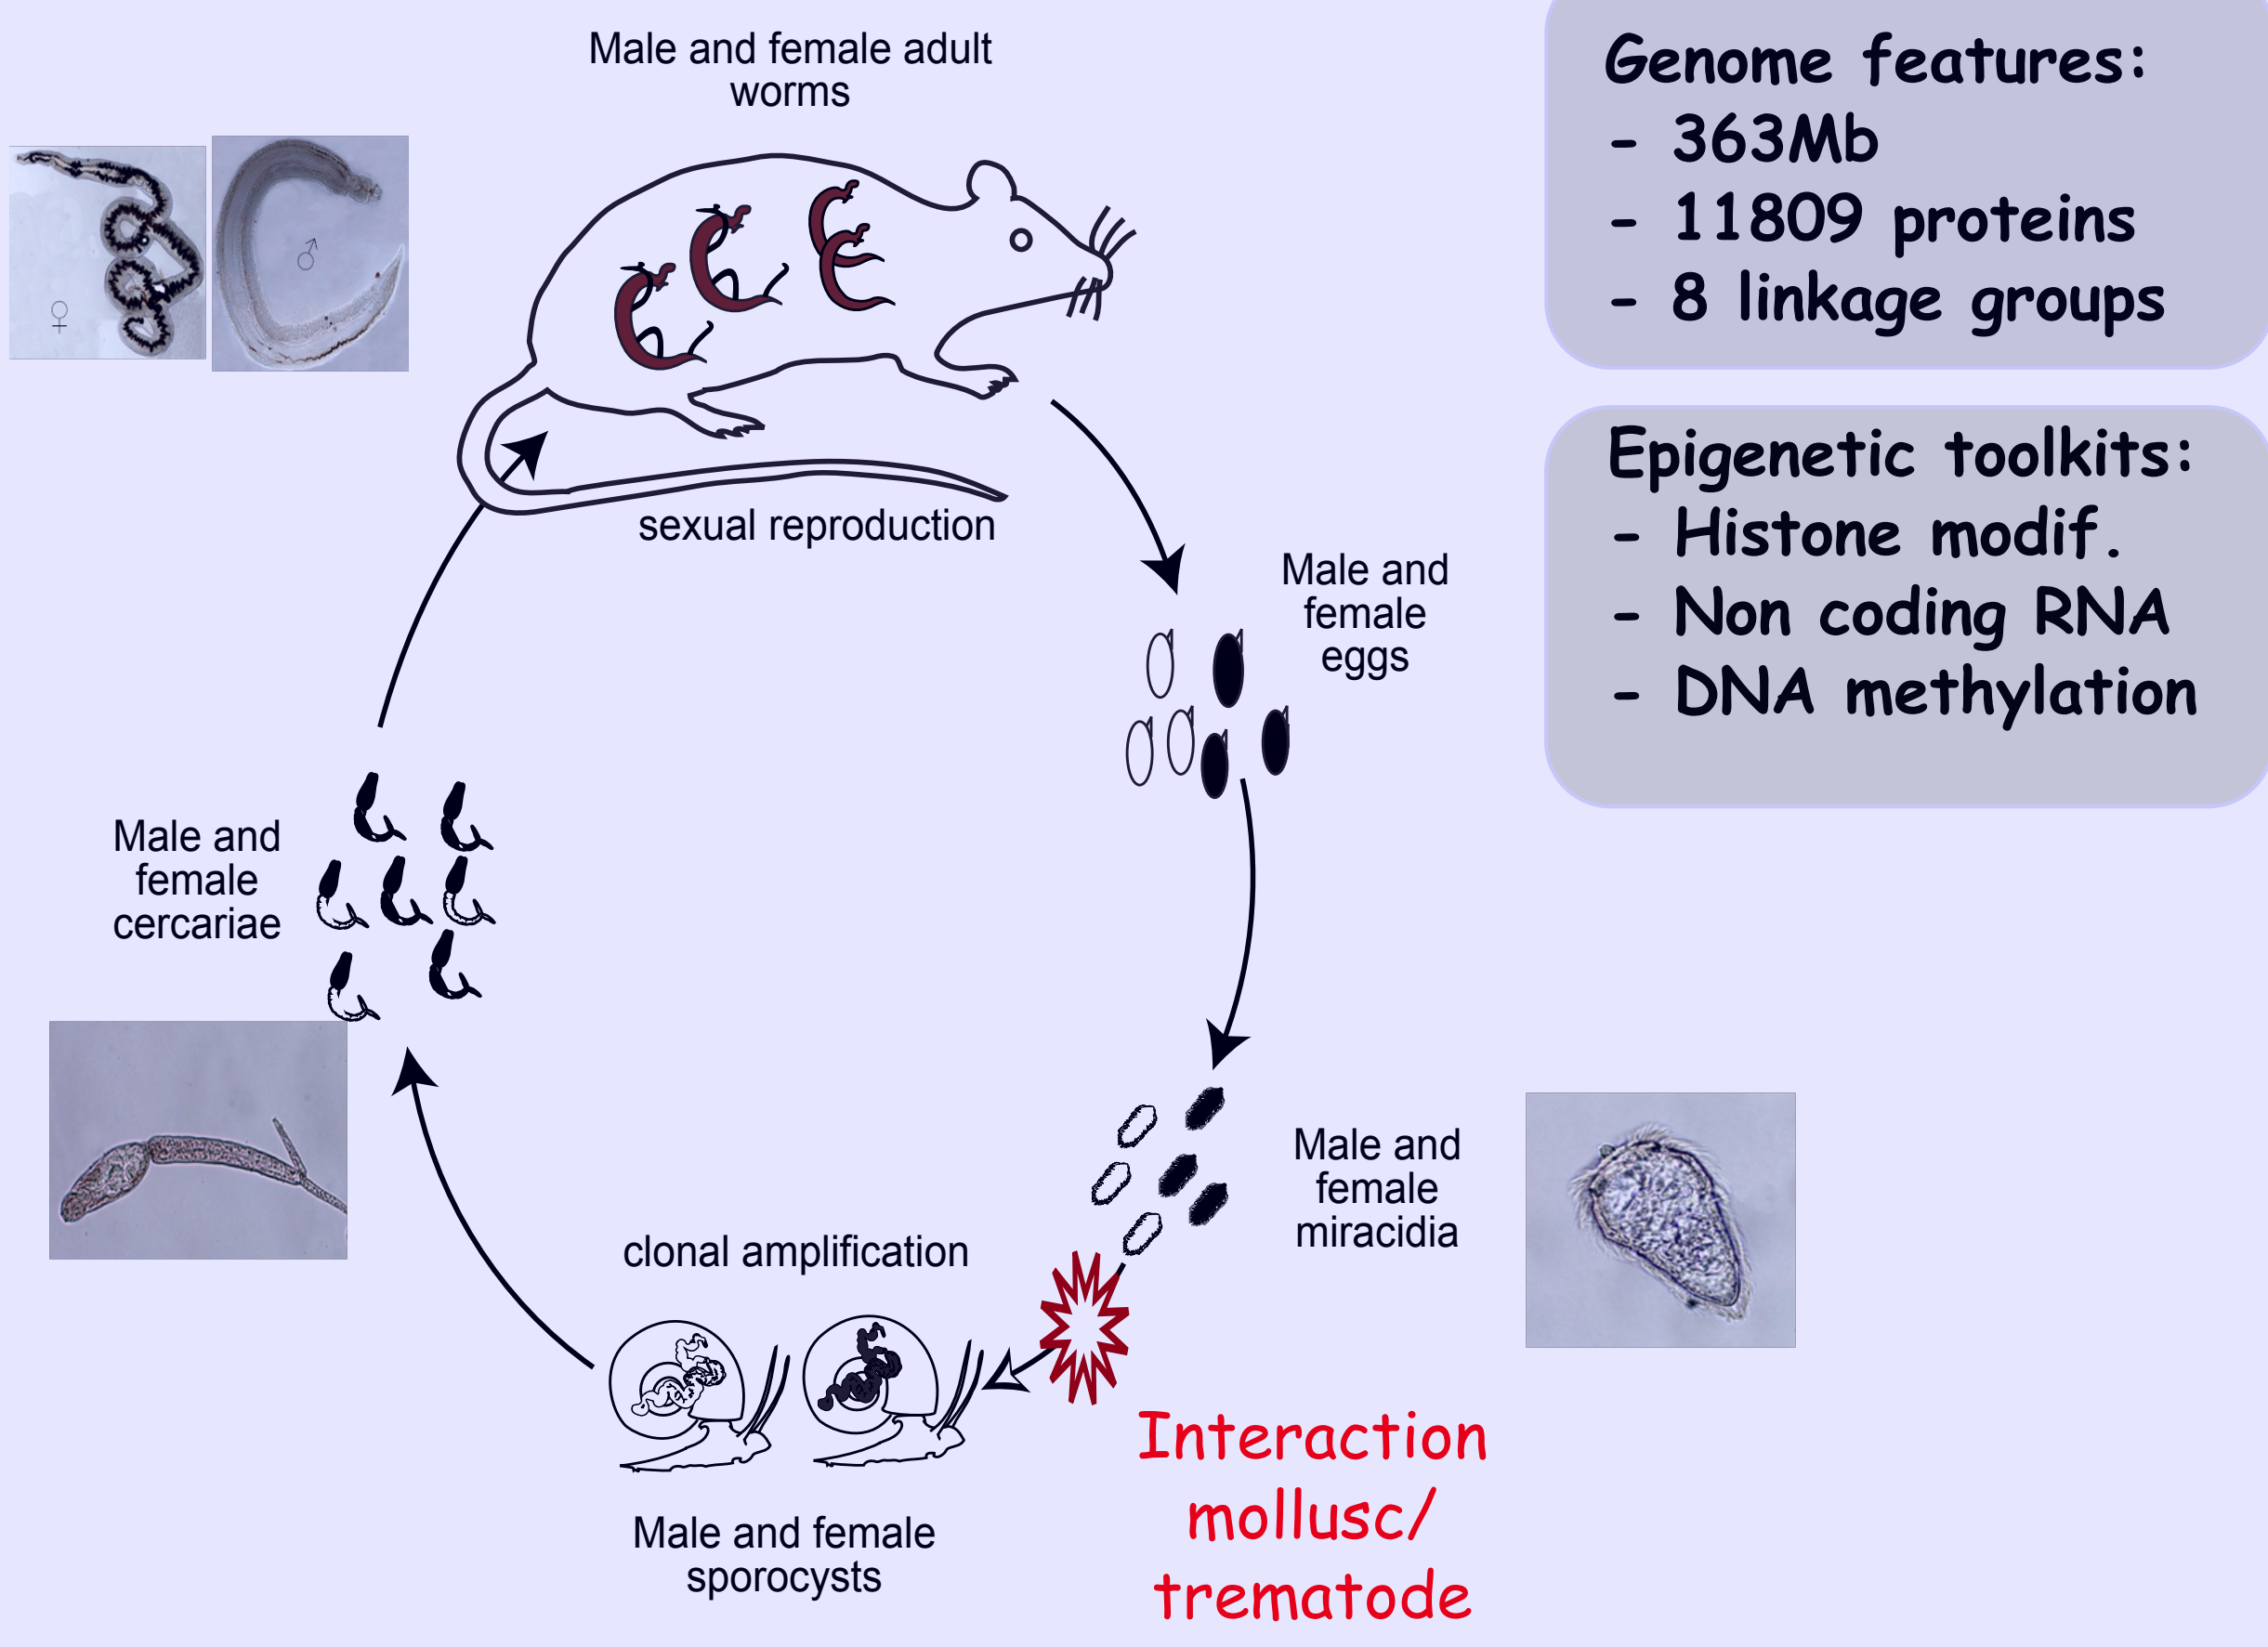 Male and female adult
worms
Genome features:
- 363Mb
- 11809 proteins
- 8 linkage groups
Epigenetic toolkits:
- Histone modif.
- Non coding RNA
- DNA methylation
♀
♂
sexual reproduction
Male and
female
eggs
Male and
female
cercariae
Male and
female
miracidia
clonal amplification
Male and female
sporocysts
Interaction
mollusc/
trematode